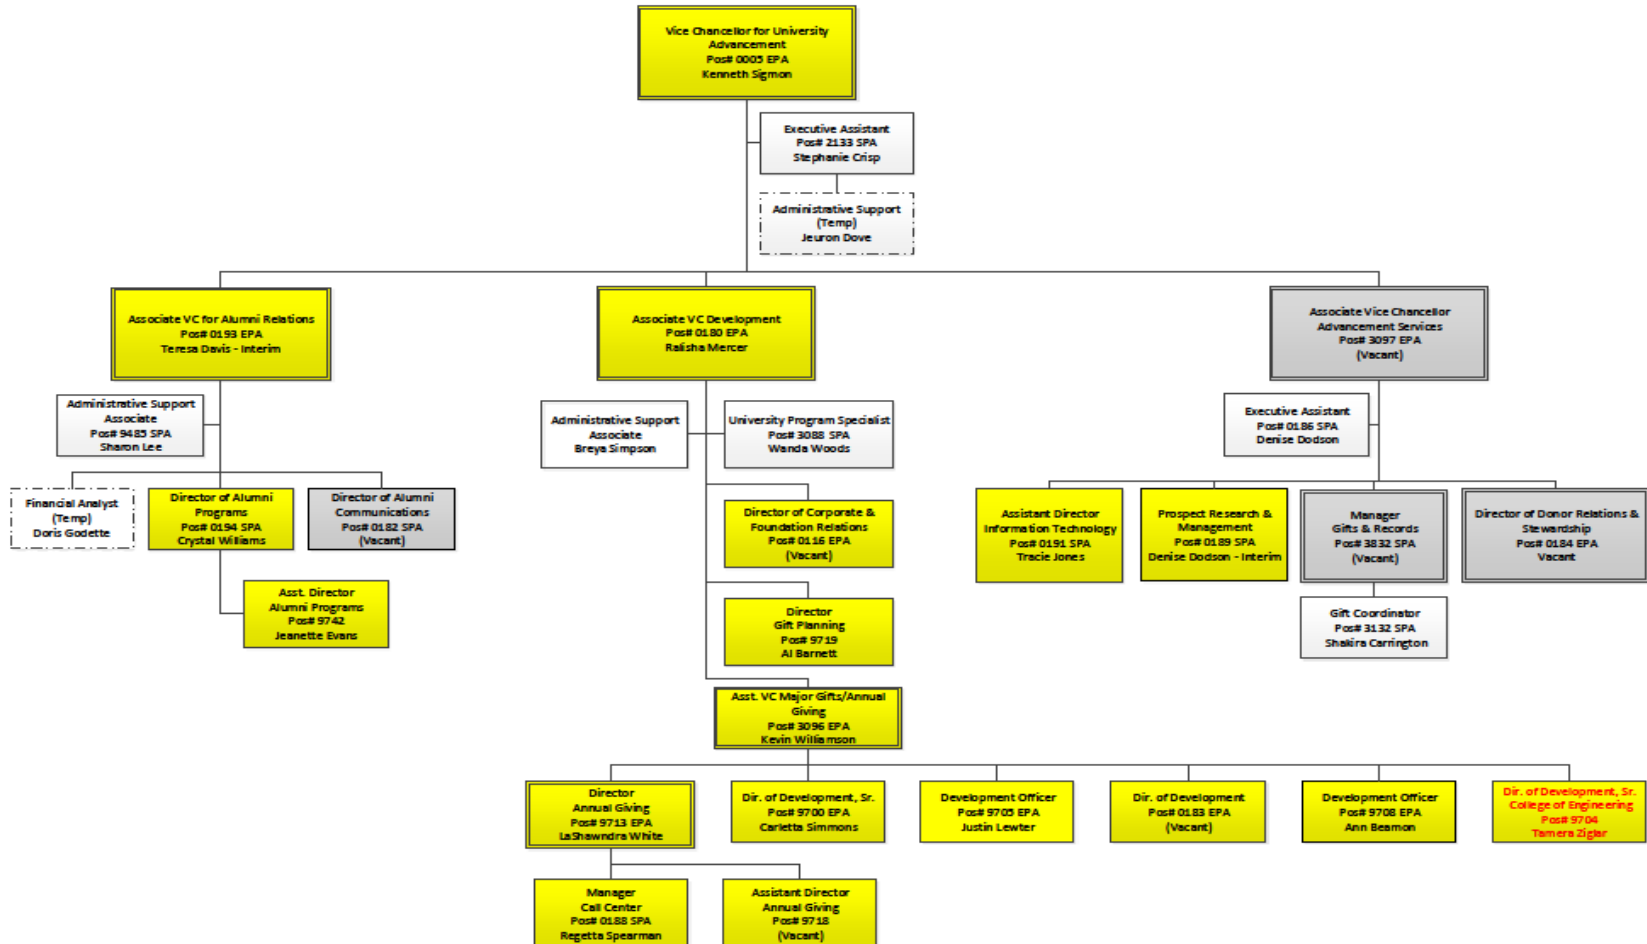 Vice Chancellor for University
Advancement
Pos# 0005 EPA
Kenneth Sigmon
Executive Assistant
Pos# 2133 SPA
Stephanie Crisp
Administrative Support
(Temp)
Jeuron Dove
Associate VC for Alumni Relations
Pos# 0193 EPA
Teresa Davis - Interim
Associate VC Development
Pos# 0180 EPA
Ralisha Mercer
Associate Vice Chancellor
Advancement Services
Pos# 3097 EPA
(Vacant)
Administrative Support
Associate
Pos# 9485 SPA
Sharon Lee
Administrative Support
Associate
Breya Simpson
University Program Specialist
Pos# 3088 SPA
Wanda Woods
Executive Assistant
Pos# 0186 SPA
Denise Dodson
Financial Analyst
(Temp)
Doris Godette
Director of Alumni
Programs
Pos# 0194 SPA
Crystal Williams
Director of Alumni
Communications
Pos# 0182 SPA
(Vacant)
Director of Corporate &
Foundation Relations
Pos# 0116 EPA
(Vacant)
Assistant Director
Information Technology
Pos# 0191 SPA
Tracie Jones
Prospect Research &
Management
Pos# 0189 SPA
Denise Dodson - Interim
Manager
Gifts & Records
Pos# 3832 SPA
(Vacant)
Director of Donor Relations &
Stewardship
Pos# 0184 EPA
Vacant
Asst. Director
Alumni Programs
Pos# 9742
Jeanette Evans
Director
Gift Planning
Pos# 9719
Al Barnett
Gift Coordinator
Pos# 3132 SPA
Shakira Carrington
Asst. VC Major Gifts/Annual
Giving
Pos# 3096 EPA
Kevin Williamson
Director
Annual Giving
Pos# 9713 EPA
LaShawndra White
Dir. of Development, Sr.
Pos# 9700 EPA
Carletta Simmons
Development Officer
Pos# 9705 EPA
Justin Lewter
Dir. of Development
Pos# 0183 EPA
(Vacant)
Development Officer
Pos# 9708 EPA
Ann Beamon
Dir. of Development, Sr.
College of Engineering
Pos# 9704
Tamera Ziglar
Manager
Call Center
Pos# 0188 SPA
Regetta Spearman
Assistant Director
Annual Giving
Pos# 9718
(Vacant)